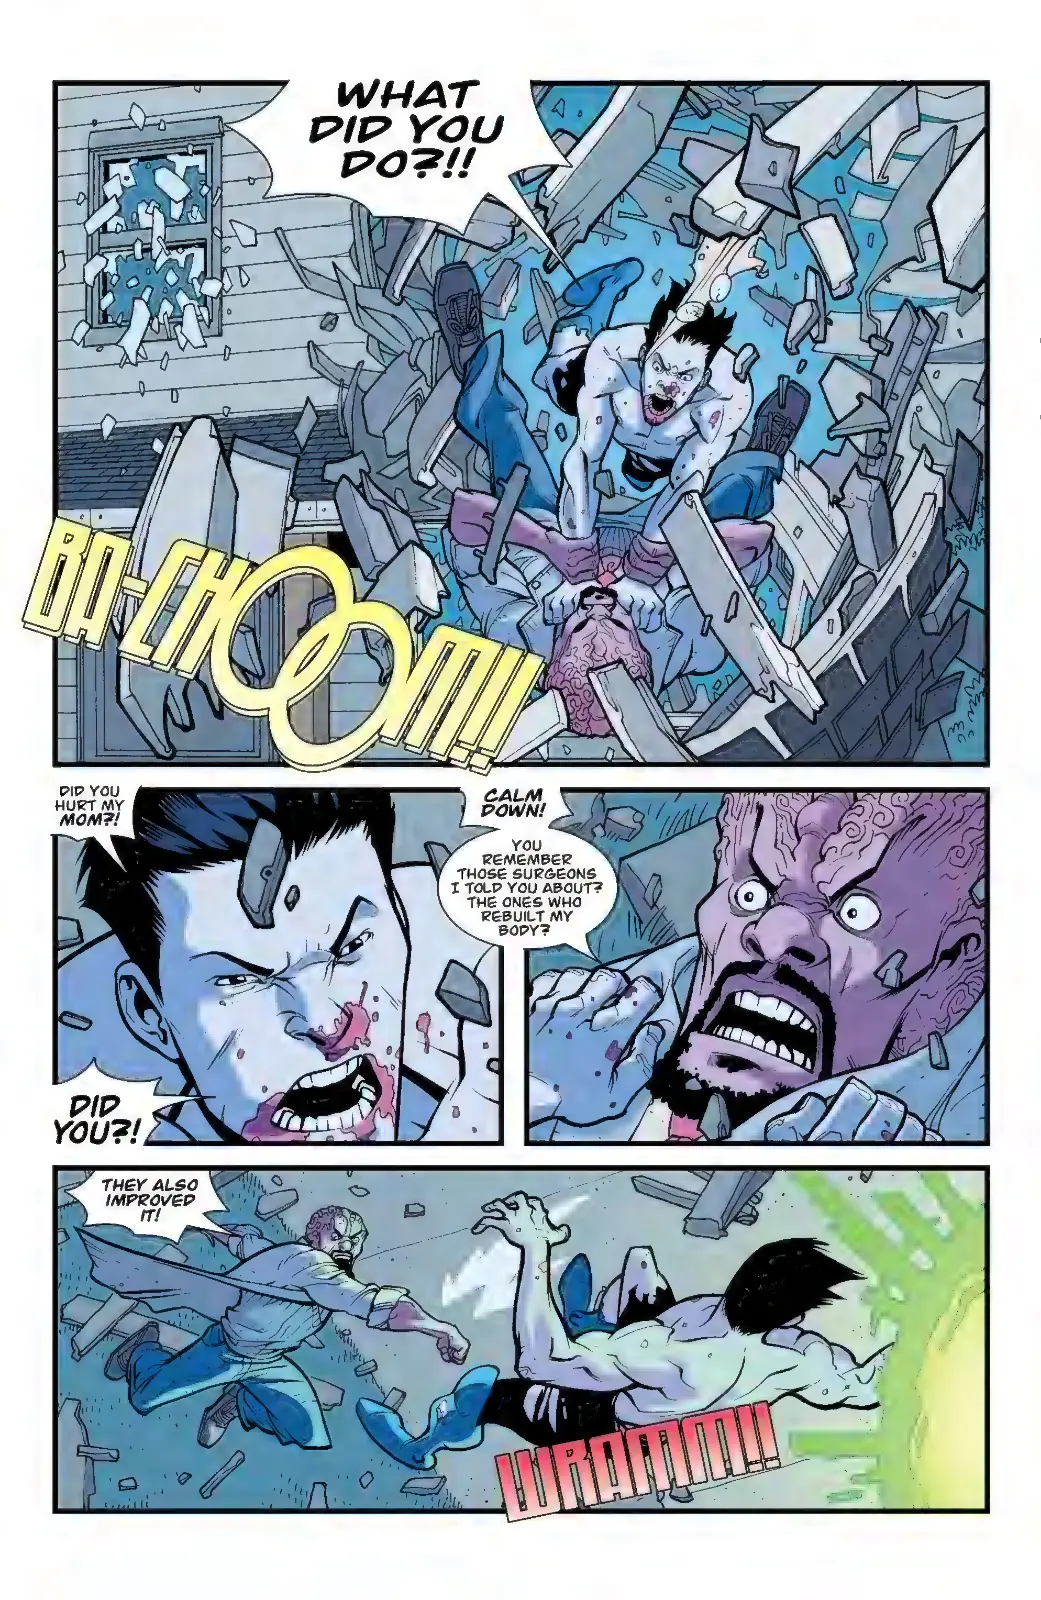 WHAT
DID YOU
DO?!!
BA-CHOOOM!!
DID YOU
HURT MY
MOM?!
DID
YOU?!
CALM
DOWN!
YOU
REMEMBER
THOSE SURGEONS
I TOLD YOU ABOUT?
THE ONES WHO
REBUILT MY
BODY?
THEY ALSO
IMPROVED
IT!
WRAMM!!